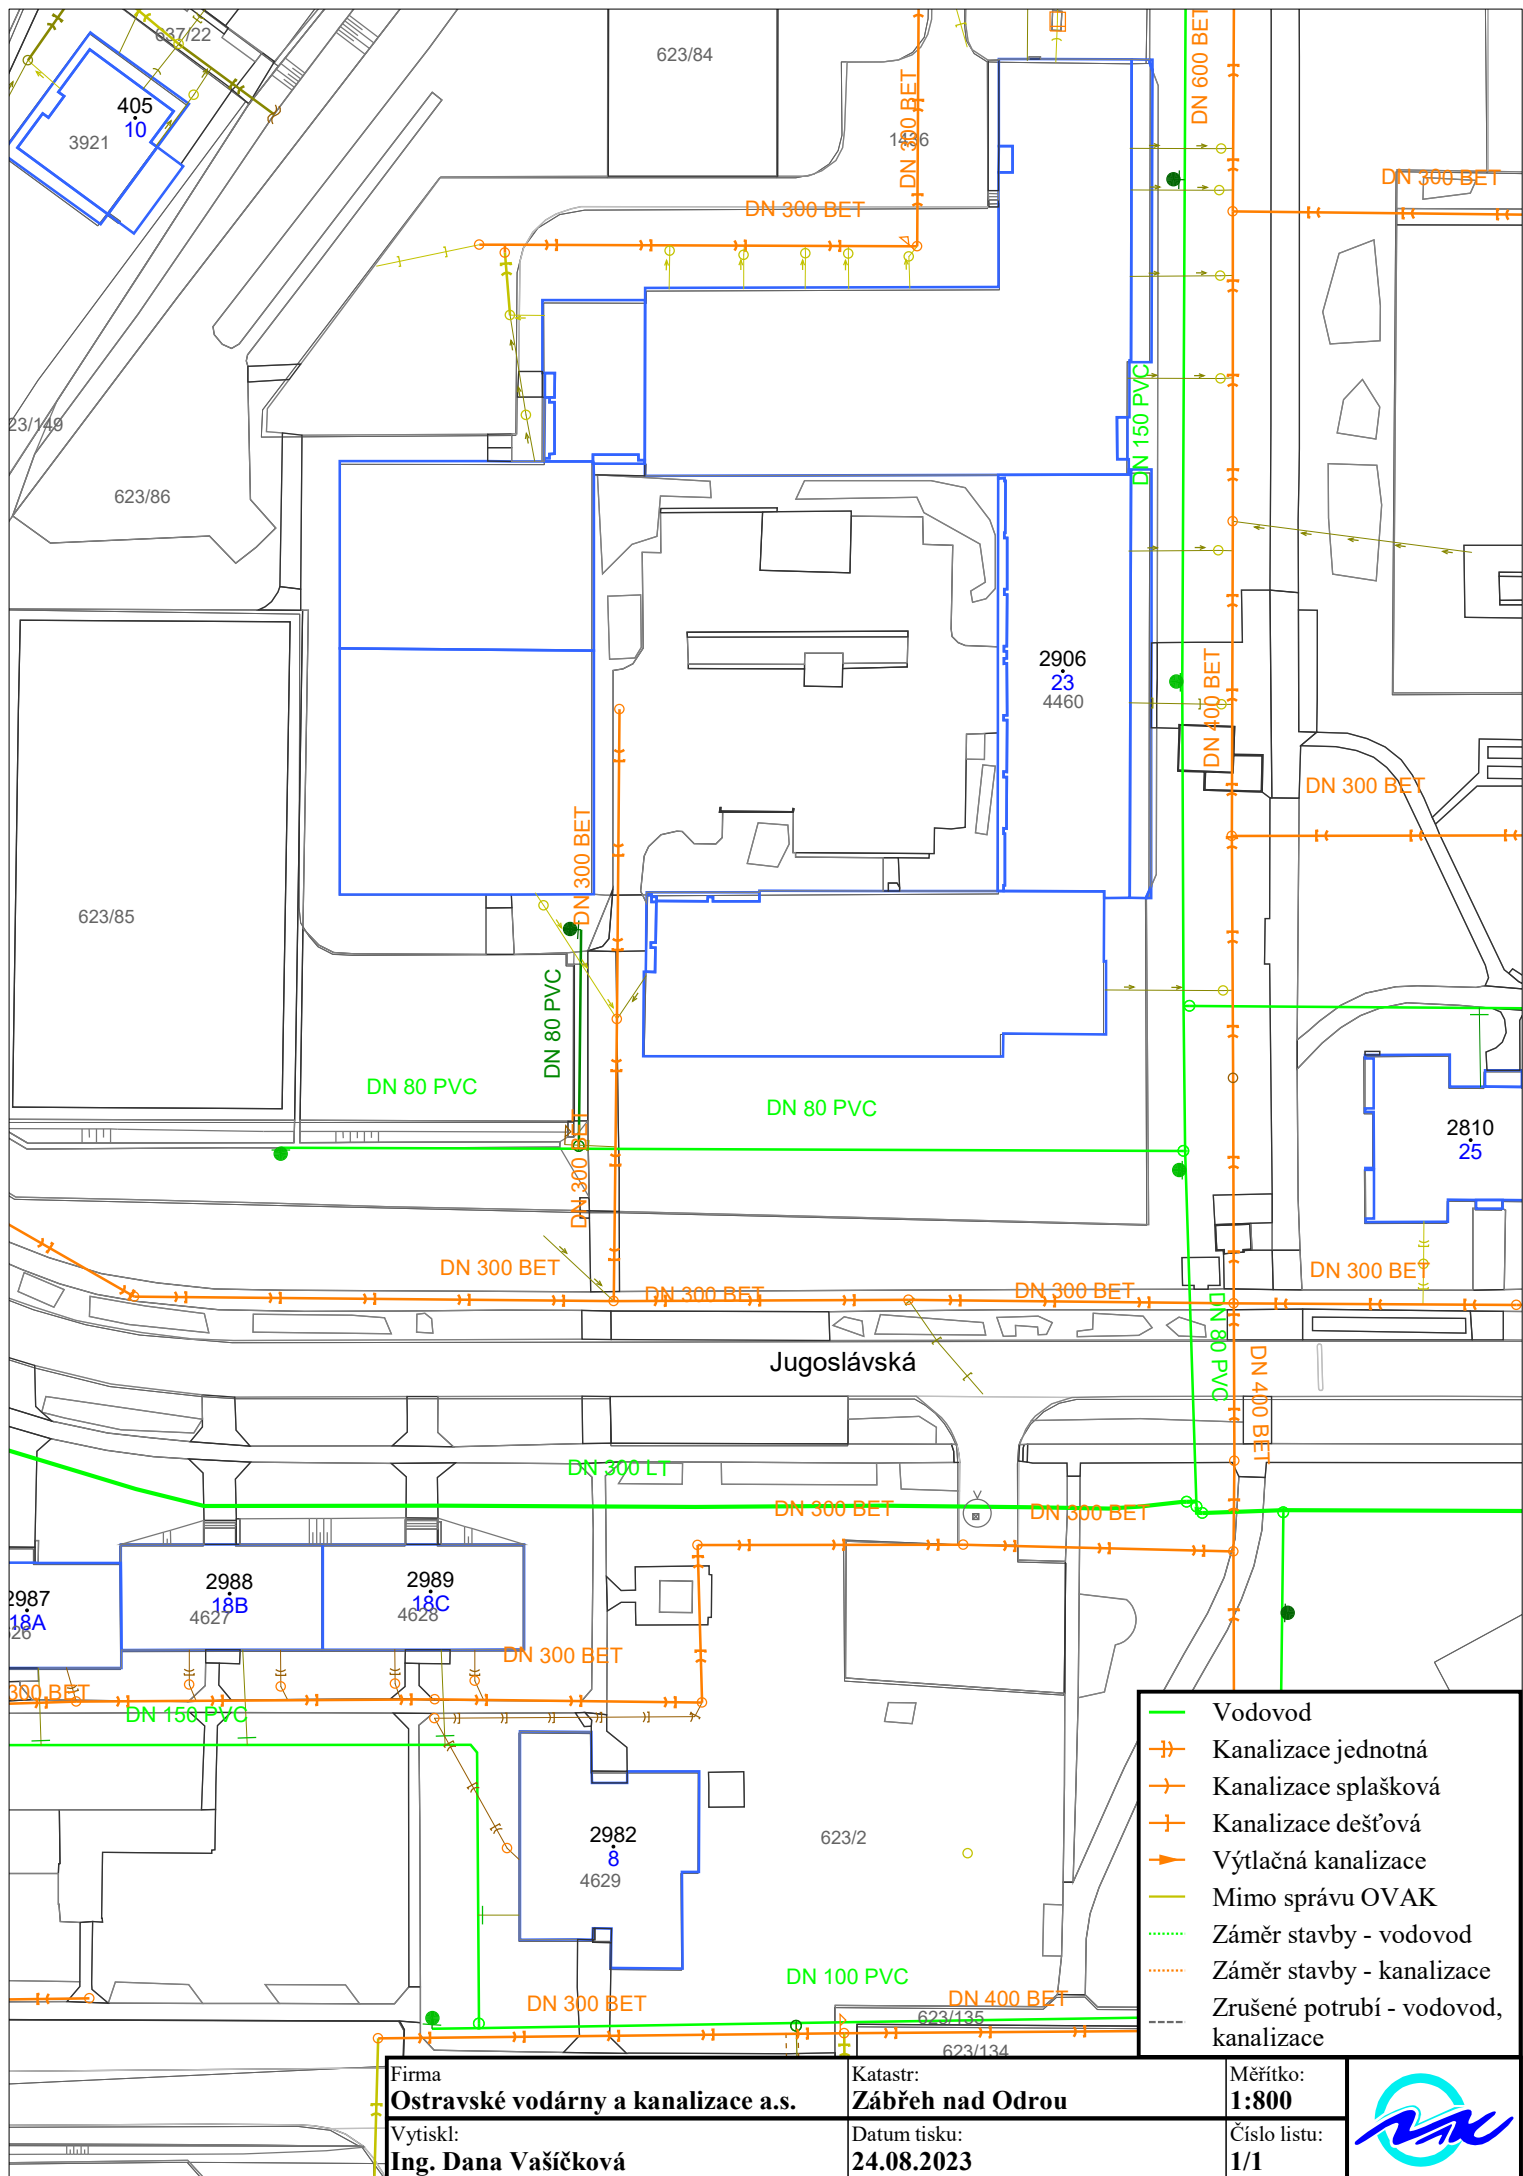 637/22
623/84
DN 600 BET
405
10
3921
DN 300 BET
1436
DN 300 BET
DN 300 BET
23/149
623/86
DN 150 PVC
2906
23
4460
DN 400 BET
DN 300 BET
DN 300 BET
623/85
DN 80 PVC
DN 80 PVC
DN 80 PVC
2810
25
DN 300 BET
DN 300 BET
DN 300 BET
DN 300 BET
DN 300 BET
DN 80 PVC
Jugoslávská
DN 400 BET
DN 300 LT
DN 300 BET
DN 300 BET
2987
18A
26
2988
18B
4627
2989
18C
4628
DN 300 BET
300 BET
DN 150 PVC
2982
8
4629
623/2
DN 100 PVC
DN 300 BET
DN 400 BET
623/135
623/134
Vodovod
Kanalizace jednotná
Kanalizace splašková
Kanalizace dešťová
Výtlačná kanalizace
Mimo správu OVAK
Záměr stavby - vodovod
Záměr stavby - kanalizace
Zrušené potrubí - vodovod,
kanalizace
Firma
Ostravské vodárny a kanalizace a.s.
Katastr:
Zábřeh nad Odrou
Měřítko:
1:800
Vytiskl:
Ing. Dana Vašíčková
Datum tisku:
24.08.2023
Číslo listu:
1/1